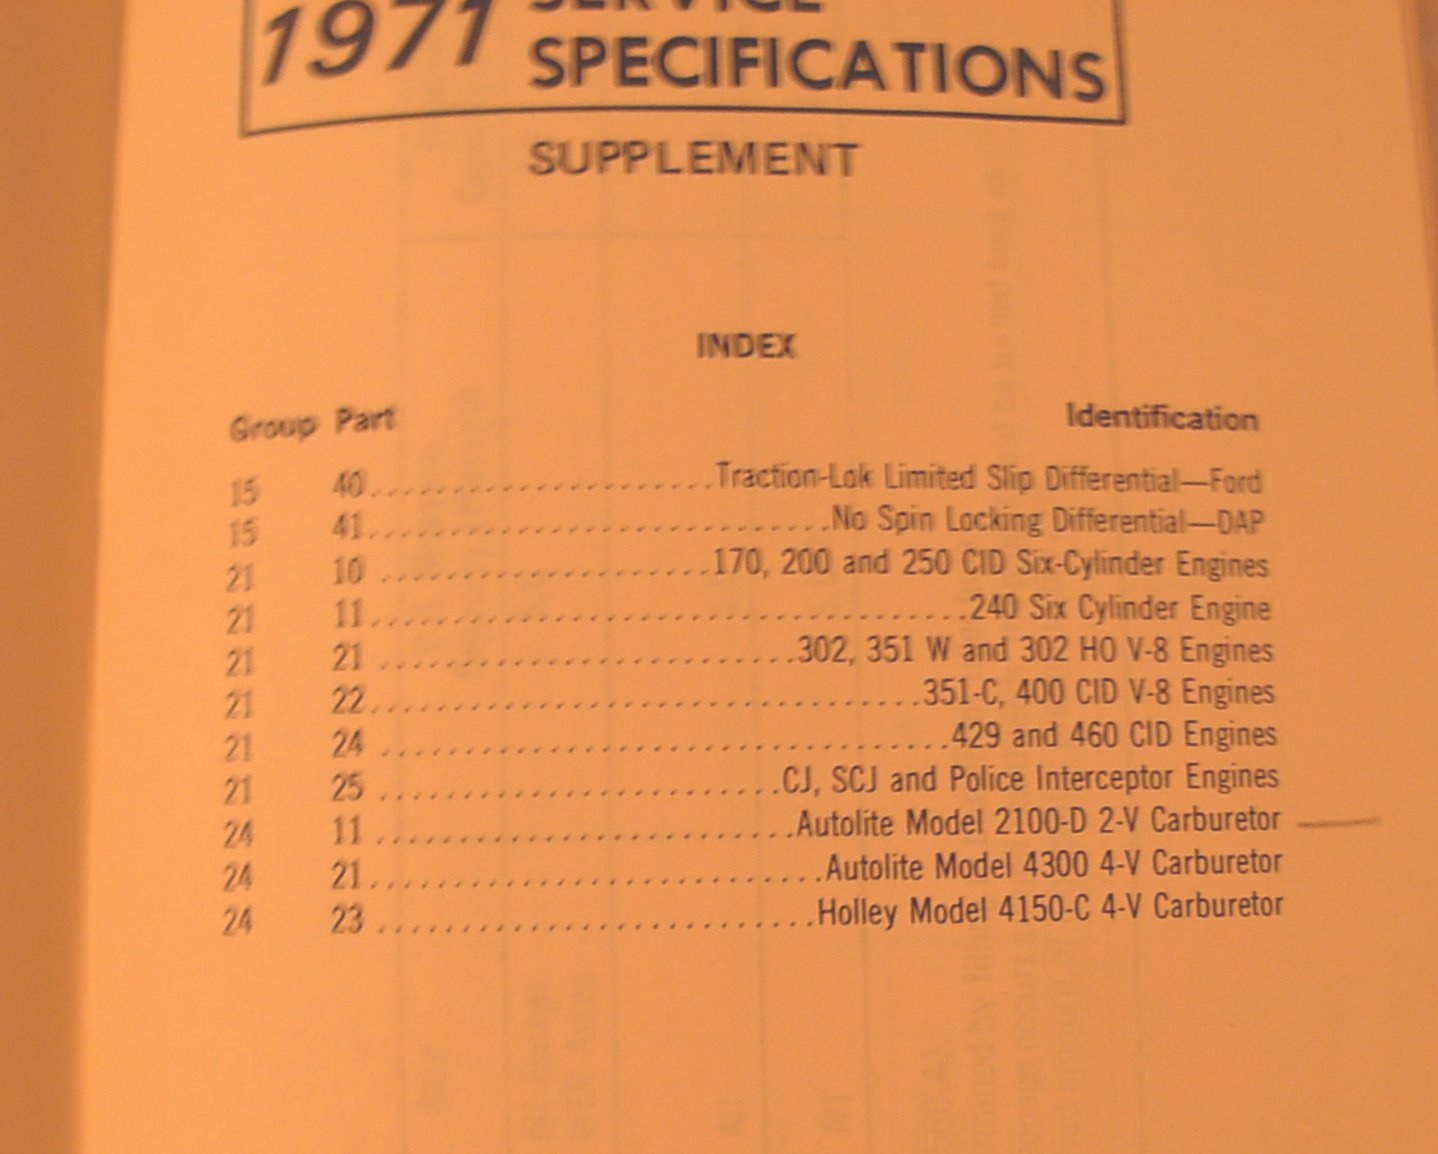 1971 SERVICE
SPECIFICATIONS
SUPPLEMENT
INDEX
Group Part Identification
15 40......................Traction-Lok Limited Slip Differential—Ford
15 41.............................No Spin Locking Differential—DAP
21 10 ....................170, 200 and 250 CID Six-Cylinder Engines
21 11.....................................240 Six Cylinder Engine
21 21 .........................302, 351 W and 302 HO V-8 Engines
21 22..................................351-C, 400 CID V-8 Engines
21 24 ...................................429 and 460 CID Engines
21 25 .........................CJ, SCJ and Police Interceptor Engines
24 11 ..........................Autolite Model 2100-D 2-V Carburetor
24 21............................Autolite Model 4300 4-V Carburetor
24 23 ...........................Holley Model 4150-C 4-V Carburetor